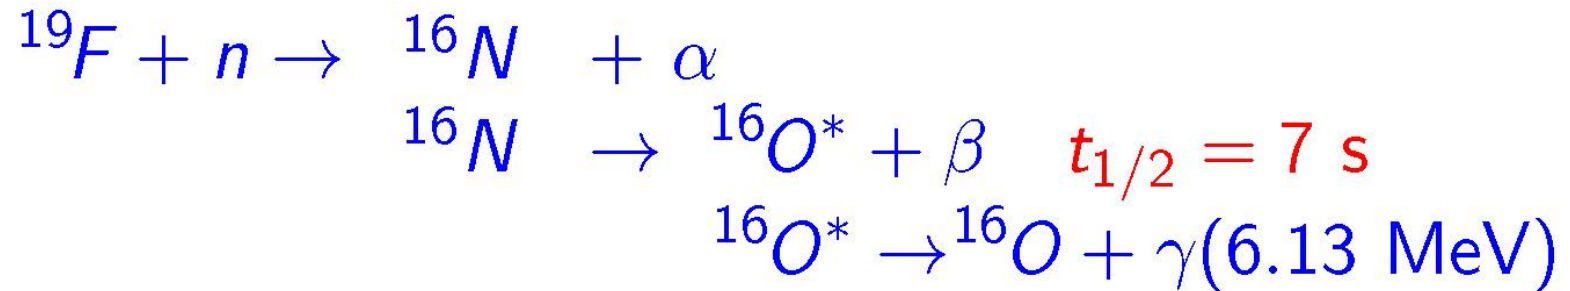 ¹⁹F + n → ¹⁶N + α
¹⁶N → ¹⁶O* + β t₁/₂ = 7 s
¹⁶O* → ¹⁶O + γ(6.13 MeV)